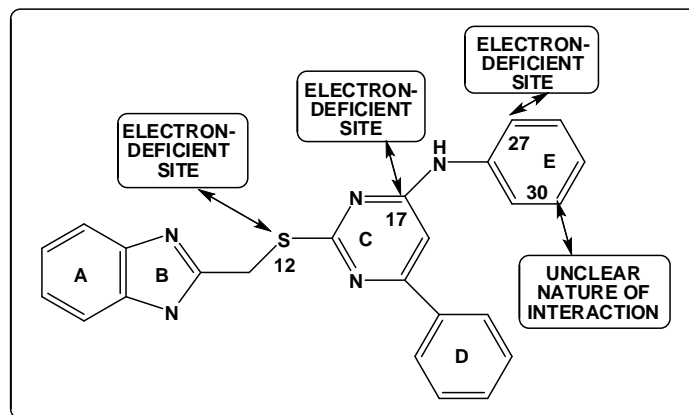 ELECTRON-
DEFICIENT
SITE
ELECTRON-
DEFICIENT
SITE
ELECTRON-
DEFICIENT
SITE
H
N
27
E
30
N
17
C
S
12
N
N
A
B
N
UNCLEAR
NATURE OF
INTERACTION
D